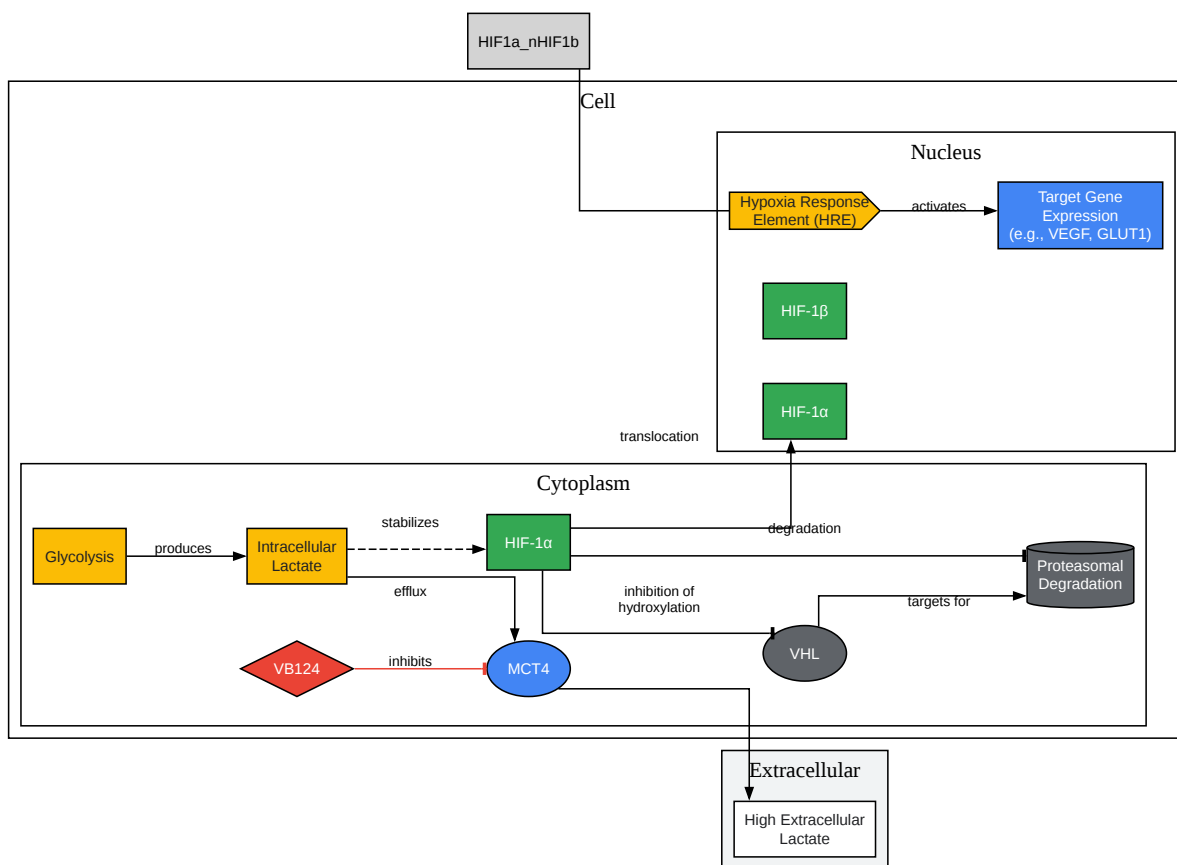 HIF1a_nHIF1b
Cell
Nucleus
Hypoxia Response
Element (HRE)
activates
Target Gene
Expression
(e.g., VEGF, GLUT1)
HIF-1β
HIF-1α
translocation
Cytoplasm
Glycolysis
produces
Intracellular
Lactate
stabilizes
HIF-1α
degradation
efflux
inhibition of
hydroxylation
Proteasomal
Degradation
targets for
VB124
inhibits
MCT4
VHL
Extracellular
High Extracellular
Lactate